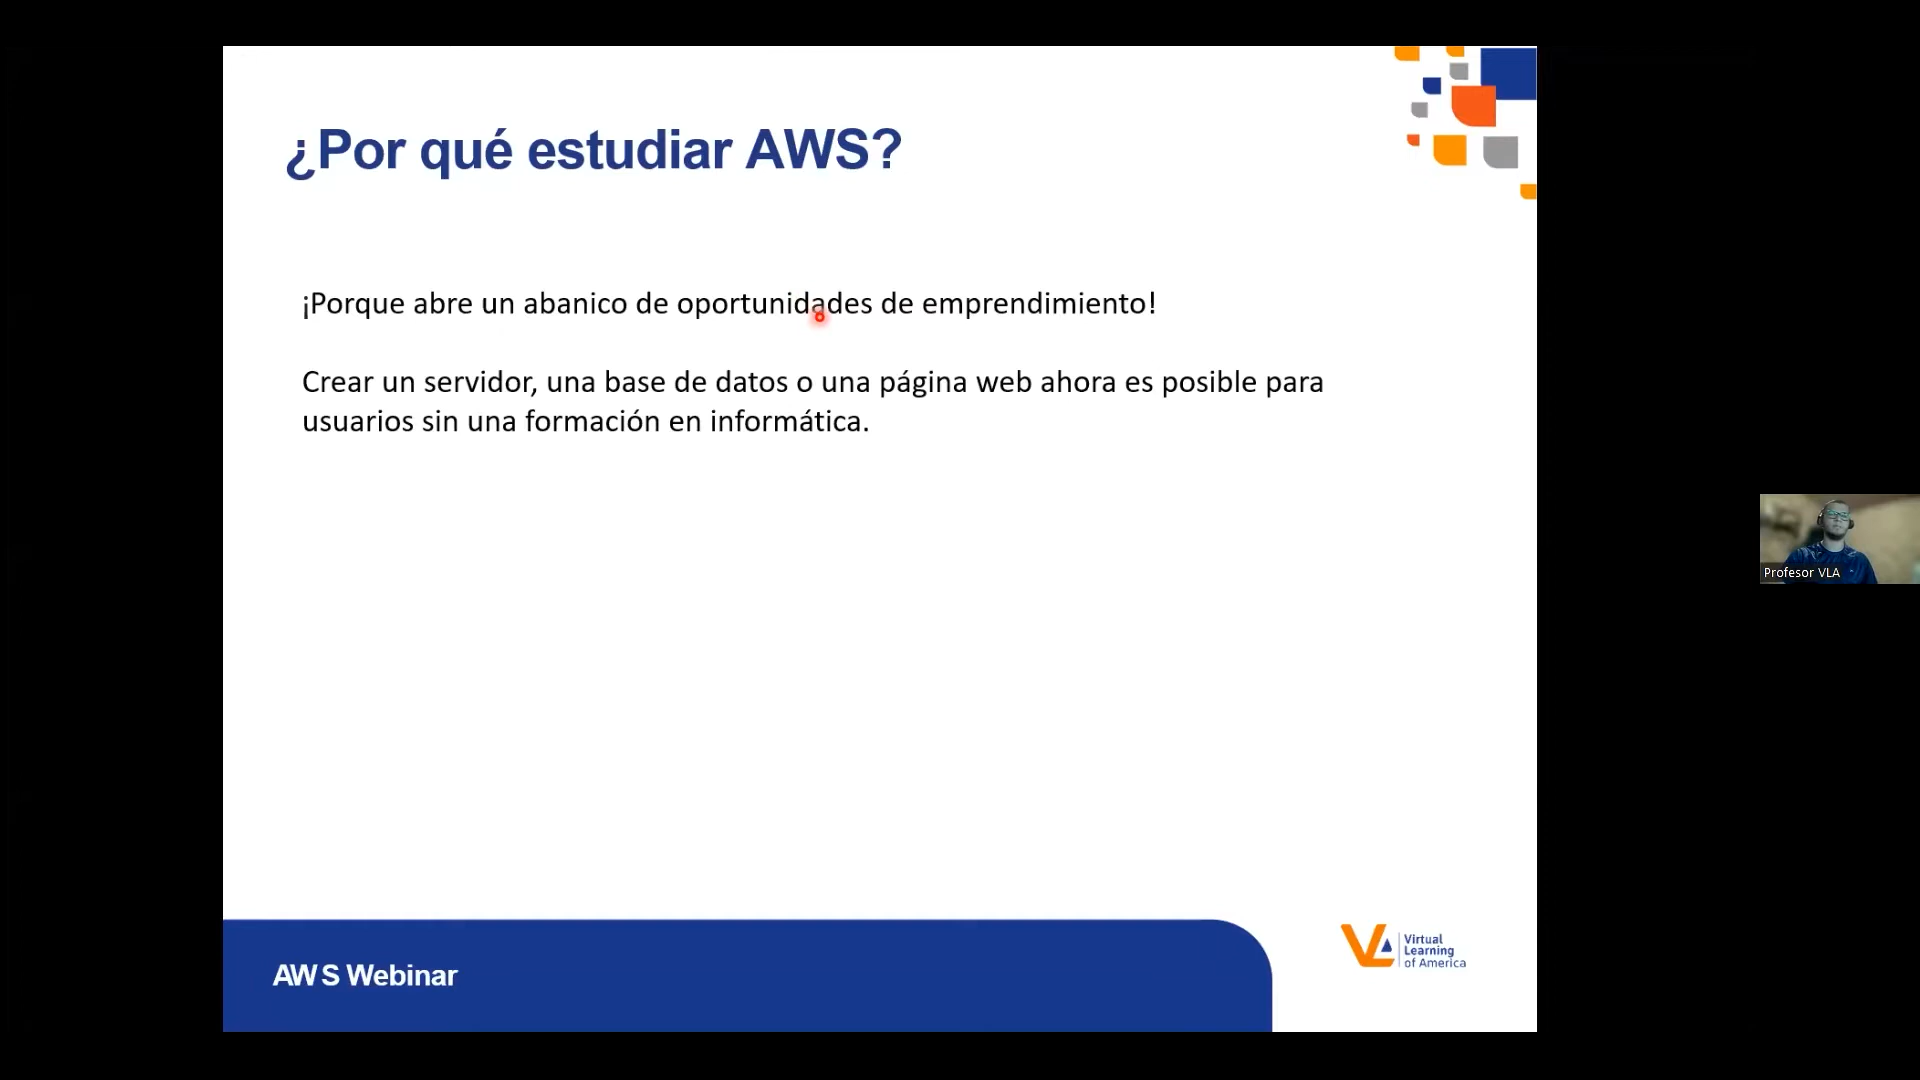 ¿Por qué estudiar AWS?
¡Porque abre un abanico de oportunidades de emprendimiento!
Crear un servidor, una base de datos o una página web ahora es posible para
usuarios sin una formación en informática.
Profesor VLA
AWS Webinar
VLA
Virtual
Learning
of America